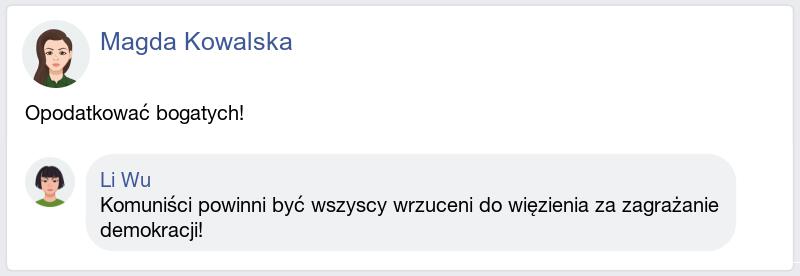 Magda Kowalska
Opodatkować bogatych!
Li Wu
Komuniści powinni być wszyscy wrzuceni do więzienia za zagrażanie
demokracji!